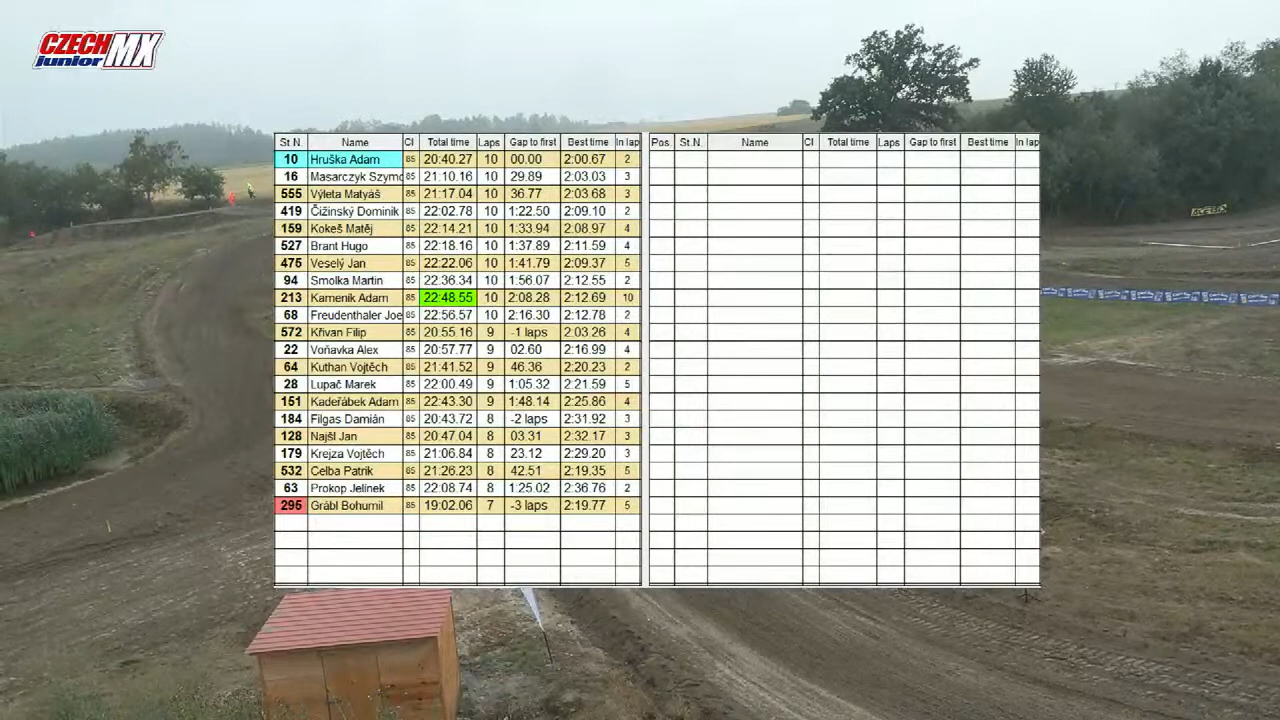 CZECH MX
junior
St N. Name Cl Total time Laps Gap to first Best time In lap
10 Hruška Adam 85 20:40.27 10 00.00 2:00.67 2
16 Masarczyk Szymo 85 21:10.16 10 29.89 2:03.03 3
555 Výleta Matyáš 85 21:17.04 10 36.77 2:03.68 3
419 Čižinský Dominik 85 22:02.78 10 1:22.50 2:09.10 2
159 Kokeš Matěj 85 22:14.21 10 1:33.94 2:08.97 4
527 Brant Hugo 85 22:18.16 10 1:37.89 2:11.59 4
475 Veselý Jan 85 22:22.06 10 1:41.79 2:09.37 5
94 Smolka Martin 85 22:36.34 10 1:56.07 2:12.55 2
213 Kameník Adam 85 22:48.55 10 2:08.28 2:12.69 10
68 Freudenthaler Joe 85 22:56.57 10 2:16.30 2:12.78 2
572 Křivan Filip 85 20:55.16 9 -1 laps 2:03.26 4
22 Voňavka Alex 85 20:57.77 9 02.60 2:16.99 4
64 Kuthan Vojtěch 85 21:41.52 9 46.36 2:20.23 2
28 Lupač Marek 85 22:00.49 9 1:05.32 2:21.59 5
151 Kadeřábek Adam 85 22:43.30 9 1:48.14 2:25.86 4
184 Filgas Damián 85 20:43.72 8 -2 laps 2:31.92 3
128 Najšl Jan 85 20:47.04 8 03.31 2:32.17 3
179 Krejza Vojtěch 85 21:06.84 8 23.12 2:29.20 3
532 Celba Patrik 85 21:26.23 8 42.51 2:19.35 5
63 Prokop Jelínek 85 22:08.74 8 1:25.02 2:36.76 2
295 Grábl Bohumil 85 19:02.06 7 -3 laps 2:19.77 5
Pos. St.N. Name Cl Total time Laps Gap to first Best time In lap
ACERBIS